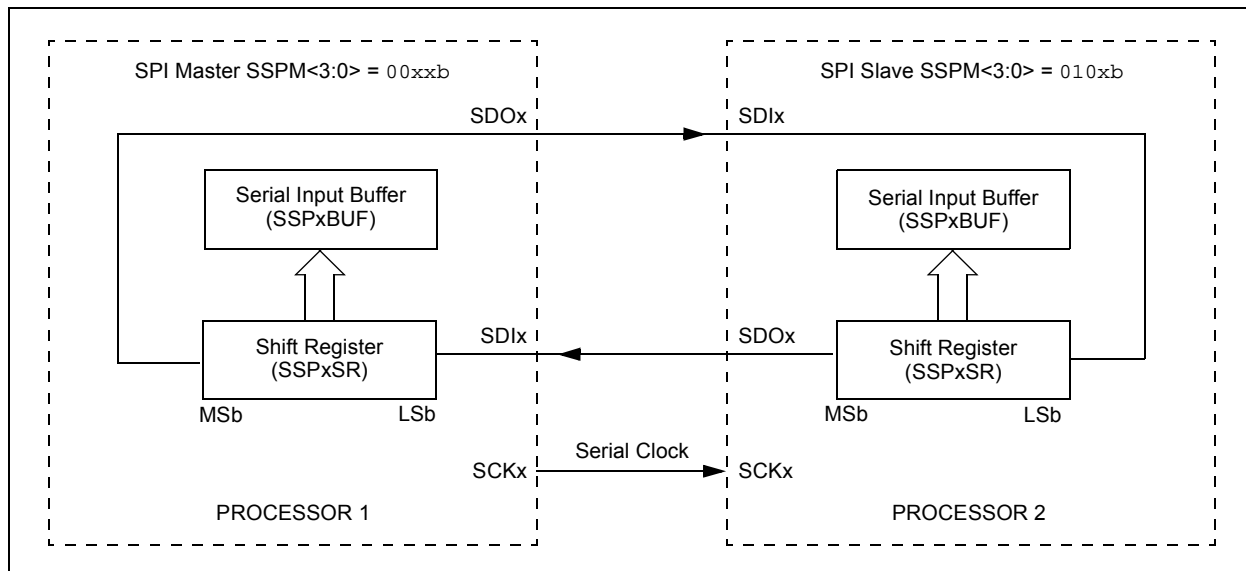 SPI Master SSPM<3:0> = 00xxb
SPI Slave SSPM<3:0> = 010xb
SDOx
SDIx
Serial Input Buffer
(SSPxBUF)
Serial Input Buffer
(SSPxBUF)
Shift Register
(SSPxSR)
SDIx
SDOx
Shift Register
(SSPxSR)
MSb
LSb
MSb
LSb
Serial Clock
SCKx
SCKx
PROCESSOR 1
PROCESSOR 2